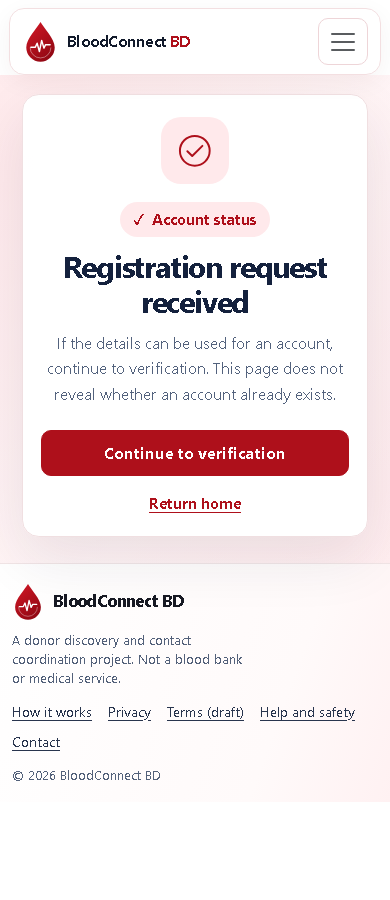 BloodConnect BD
✓ Account status
Registration request
received
If the details can be used for an account,
continue to verification. This page does not
reveal whether an account already exists.
Continue to verification
Return home
BloodConnect BD
A donor discovery and contact
coordination project. Not a blood bank
or medical service.
How it works Privacy Terms (draft) Help and safety
Contact
© 2026 BloodConnect BD